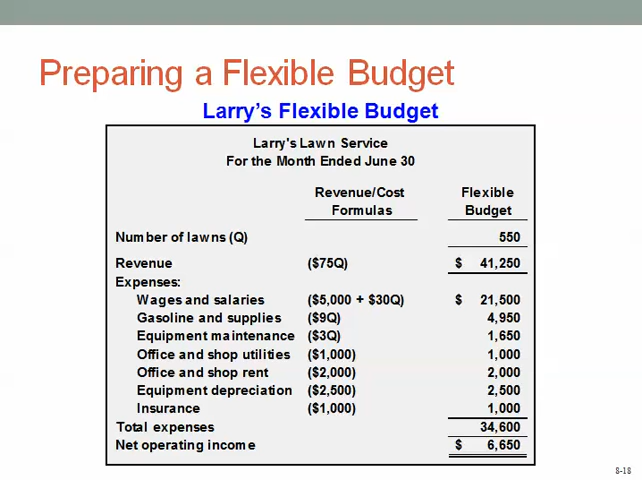 Preparing a Flexible Budget
Larry's Flexible Budget
Larry's Lawn Service
For the Month Ended June 30
Revenue/Cost Flexible
Formulas Budget
Number of lawns (Q) 550
Revenue ($75Q) $ 41,250
Expenses:
Wages and salaries ($5,000 + $30Q) $ 21,500
Gasoline and supplies ($9Q) 4,950
Equipment maintenance ($3Q) 1,650
Office and shop utilities ($1,000) 1,000
Office and shop rent ($2,000) 2,000
Equipment depreciation ($2,500) 2,500
Insurance ($1,000) 1,000
Total expenses 34,600
Net operating income $ 6,650
8-18